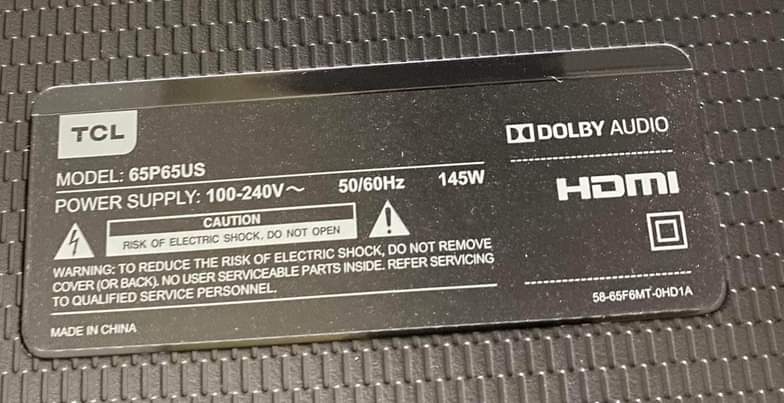 TCL
DOLBY AUDIO
MODEL: 65P65US
POWER SUPPLY: 100-240V～ 50/60Hz 145W
HDMI
CAUTION
RISK OF ELECTRIC SHOCK, DO NOT OPEN
WARNING: TO REDUCE THE RISK OF ELECTRIC SHOCK, DO NOT REMOVE
COVER (OR BACK). NO USER SERVICEABLE PARTS INSIDE. REFER SERVICING
TO QUALIFIED SERVICE PERSONNEL.
58-65F6MT-0HD1A
MADE IN CHINA